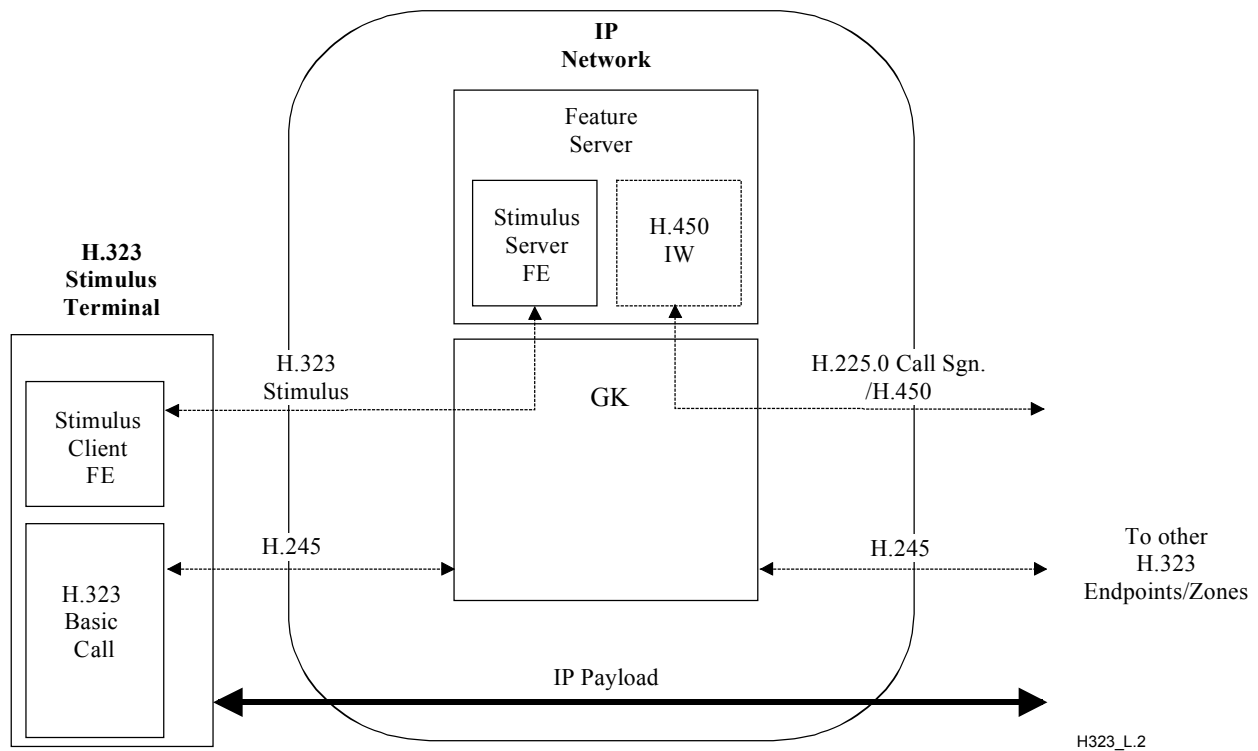 IP
Network
Feature
Server
Stimulus
Server
FE
H.450
IW
H.323
Stimulus
Terminal
H.323
Stimulus
GK
H.225.0 Call Sgn.
/H.450
Stimulus
Client
FE
H.245
H.245
To other
H.323
Endpoints/Zones
H.323
Basic
Call
IP Payload
H323_L.2